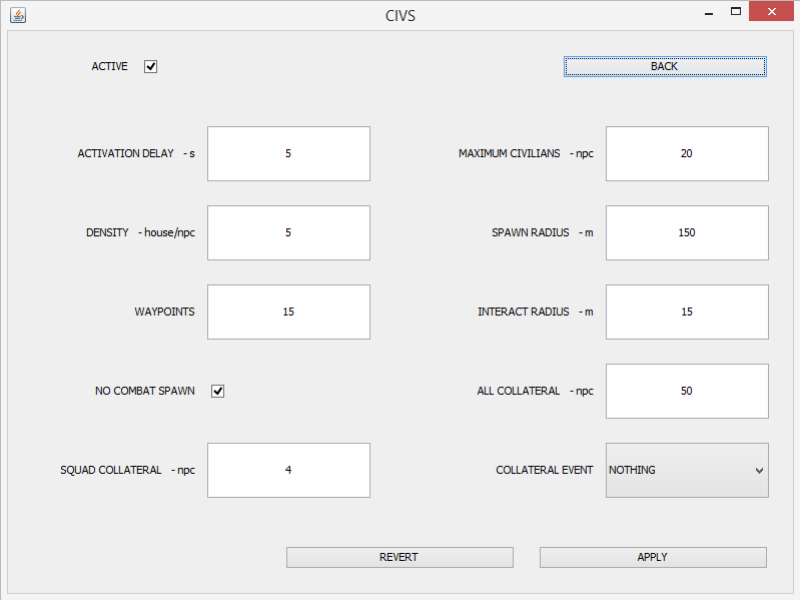 CIVS
ACTIVE
BACK
ACTIVATION DELAY - s 5
MAXIMUM CIVILIANS - npc 20
DENSITY - house/npc 5
SPAWN RADIUS - m 150
WAYPOINTS 15
INTERACT RADIUS - m 15
NO COMBAT SPAWN
ALL COLLATERAL - npc 50
SQUAD COLLATERAL - npc 4
COLLATERAL EVENT NOTHING
REVERT
APPLY